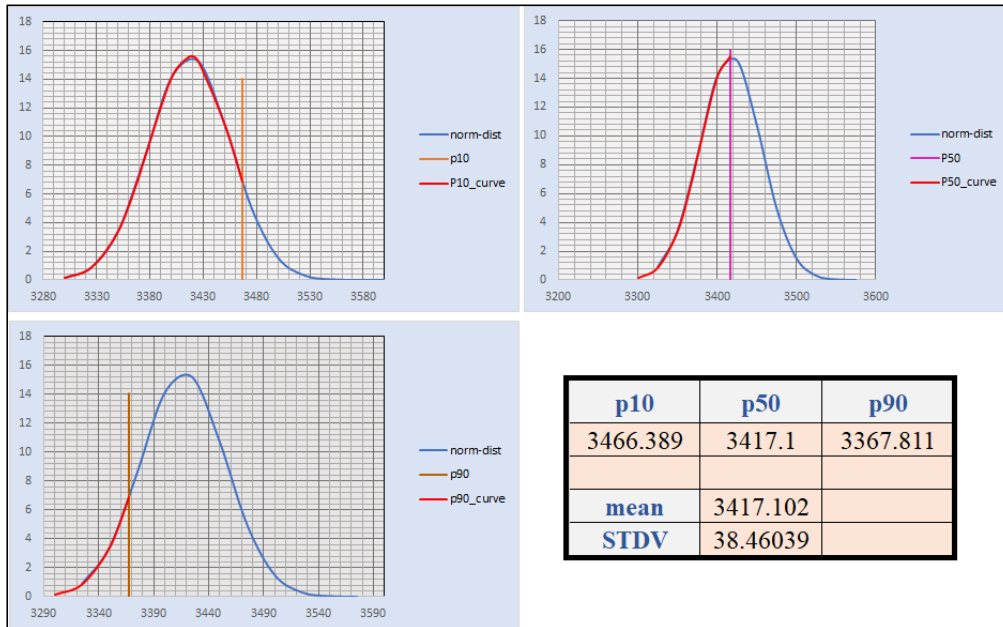 18
16
14
12
10
8
6
4
2
0
3280 3330 3380 3430 3480 3530 3580
norm-dist
p10
P10_curve
18
16
14
12
10
8
6
4
2
0
3200 3300 3400 3500 3600
norm-dist
P50
P50_curve
18
16
14
12
10
8
6
4
2
0
3290 3340 3390 3440 3490 3540 3590
norm-dist
p90
p90_curve
p10 p50 p90
3466.389 3417.1 3367.811
mean 3417.102
STDV 38.46039